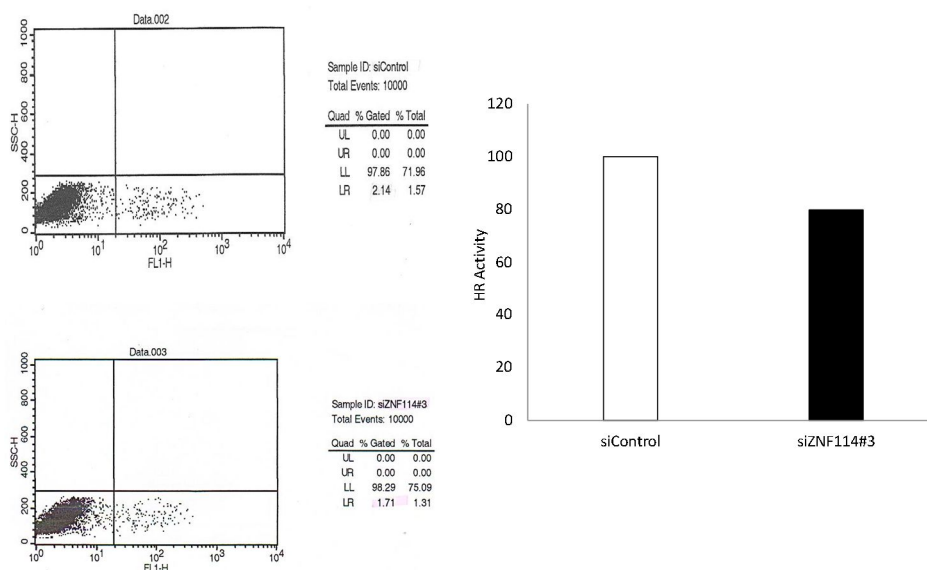 Data.002
1000
800
600
400
200
0
SSC-H
10^0 10^1 10^2 10^3 10^4
FL1-H
Sample ID: siControl
Total Events: 10000
Quad % Gated % Total
UL 0.00 0.00
UR 0.00 0.00
LL 97.86 71.96
LR 2.14 1.57
Data.003
1000
800
600
400
200
0
SSC-H
10^0 10^1 10^2 10^3 10^4
FL1-H
Sample ID: siZNF114#3
Total Events: 10000
Quad % Gated % Total
UL 0.00 0.00
UR 0.00 0.00
LL 98.29 75.09
LR 1.71 1.31
120
100
80
60
40
20
0
HR Activity
siControl siZNF114#3